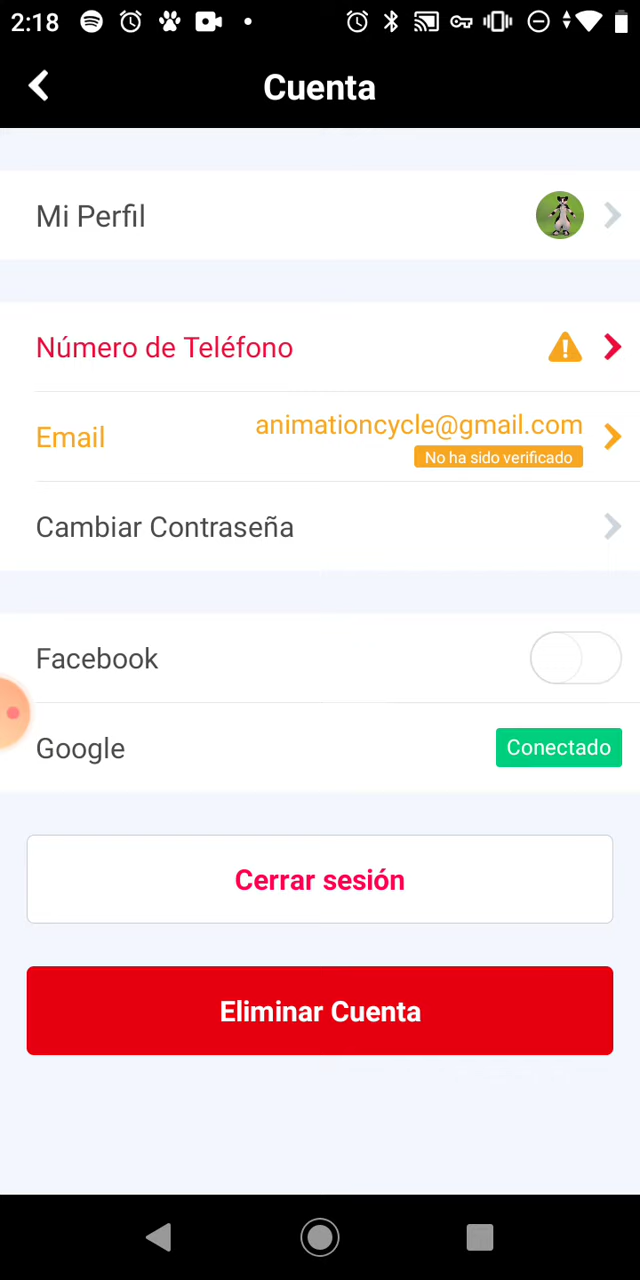 2:18
Cuenta
Mi Perfil
Número de Teléfono
Email
animationcycle@gmail.com
No ha sido verificado
Cambiar Contraseña
Facebook
Google
Conectado
Cerrar sesión
Eliminar Cuenta